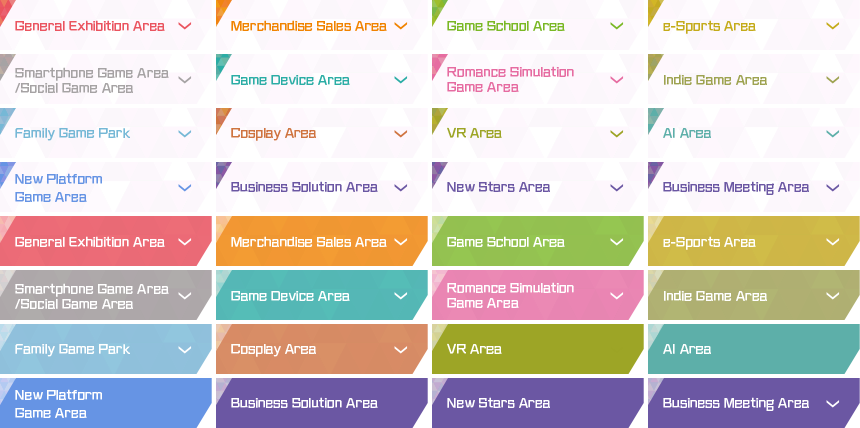 General Exhibition Area
Merchandise Sales Area
Game School Area
e-Sports Area
Smartphone Game Area
/Social Game Area
Game Device Area
Romance Simulation
Game Area
Indie Game Area
Family Game Park
Cosplay Area
VR Area
AI Area
New Platform
Game Area
Business Solution Area
New Stars Area
Business Meeting Area
General Exhibition Area
Merchandise Sales Area
Game School Area
e-Sports Area
Smartphone Game Area
/Social Game Area
Game Device Area
Romance Simulation
Game Area
Indie Game Area
Family Game Park
Cosplay Area
VR Area
AI Area
New Platform
Game Area
Business Solution Area
New Stars Area
Business Meeting Area